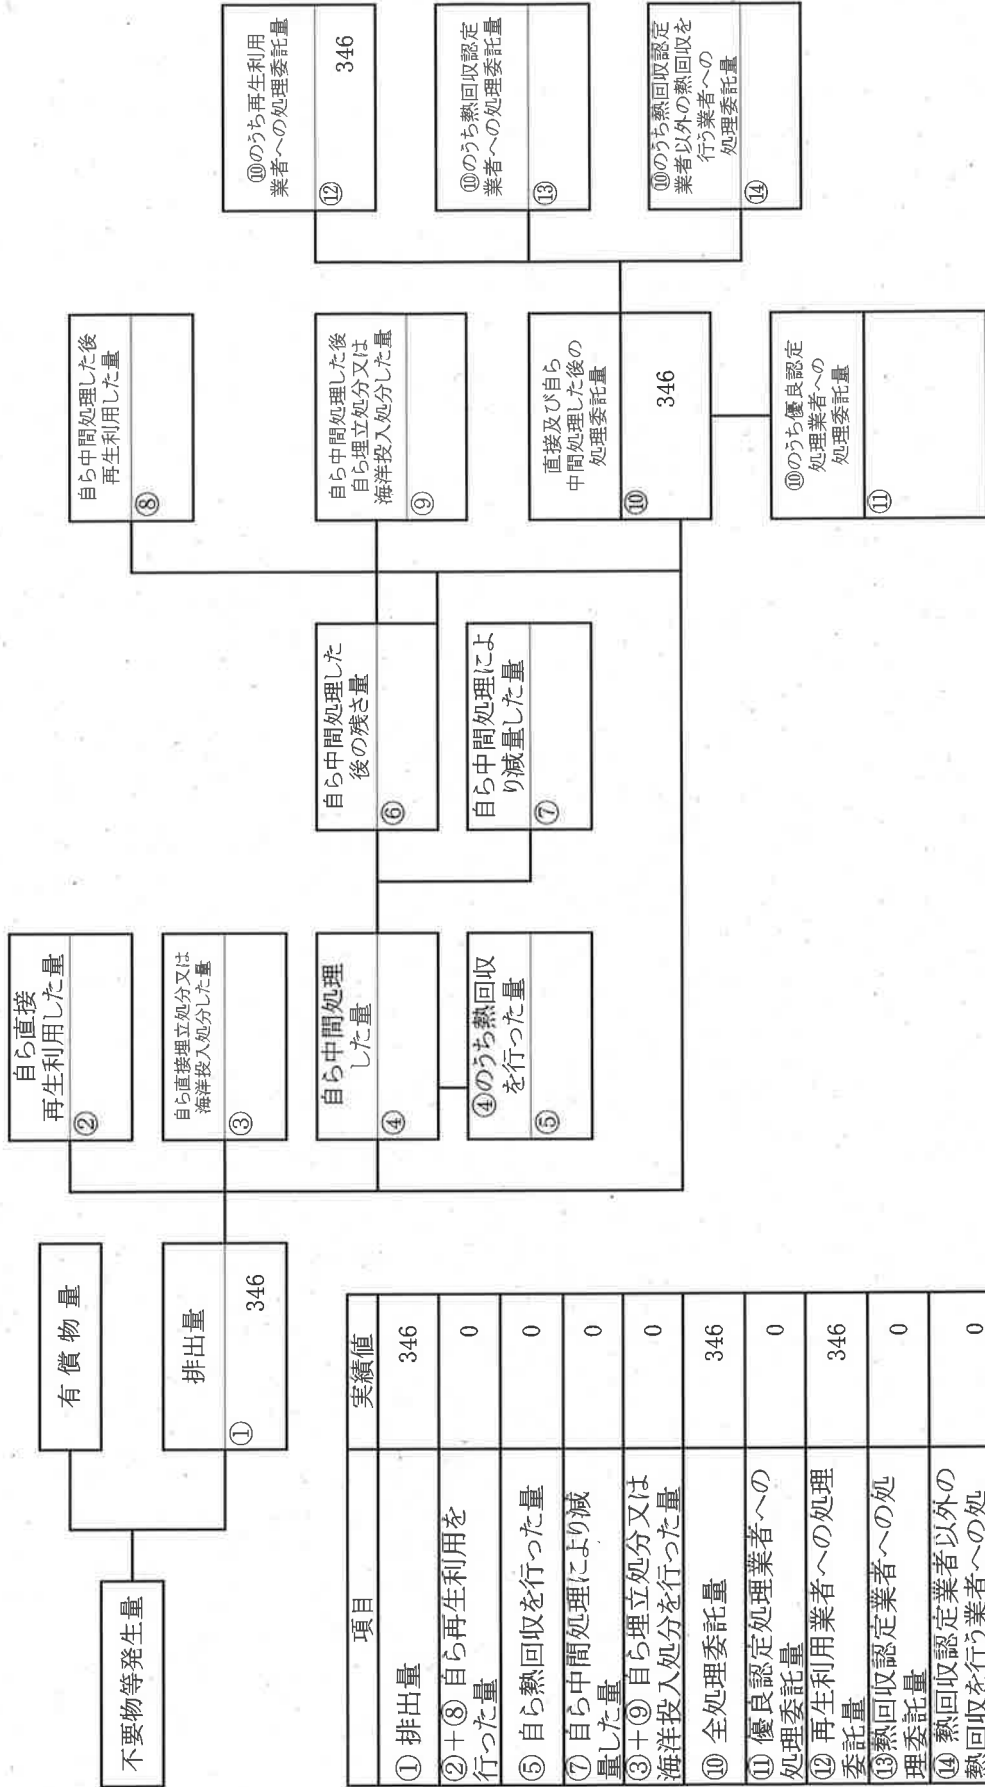 不要物等発生量
有償物量
排出量
① 346
自ら直接
再生利用した量
②
自ら直接埋立処分又は
海洋投入処分した量
③
自ら中間処理
した量
④
④のうち熱回収
を行った量
⑤
自ら中間処理した
後の残さ量
⑥
自ら中間処理によ
り減量した量
⑦
自ら中間処理した後
再生利用した量
⑧
自ら中間処理した後
自ら埋立処分又は
海洋投入処分した量
⑨
直接及び自ら
中間処理した後の
処理委託量
⑩ 346
⑩のうち優良認定
処理業者への
処理委託量
⑪
⑩のうち再生利用
業者への処理委託量
⑫ 346
⑩のうち熱回収認定
業者への処理委託量
⑬
⑩のうち熱回収認定
業者以外の熱回収を
行う業者への
処理委託量
⑭
項目 実績値
① 排出量 346
②+⑧ 自ら再生利用を
行った量 0
⑤ 自ら熱回収を行った量 0
⑦ 自ら中間処理により減
量した量 0
③+⑨ 自ら埋立処分又は
海洋投入処分を行った量 0
⑩ 全処理委託量 346
⑪ 優良認定処理業者への
処理委託量 0
⑫ 再生利用業者への処理
委託量 346
⑬熱回収認定業者への処
理委託量 0
⑭ 熱回収認定業者以外の
熱回収を行う業者への処 0